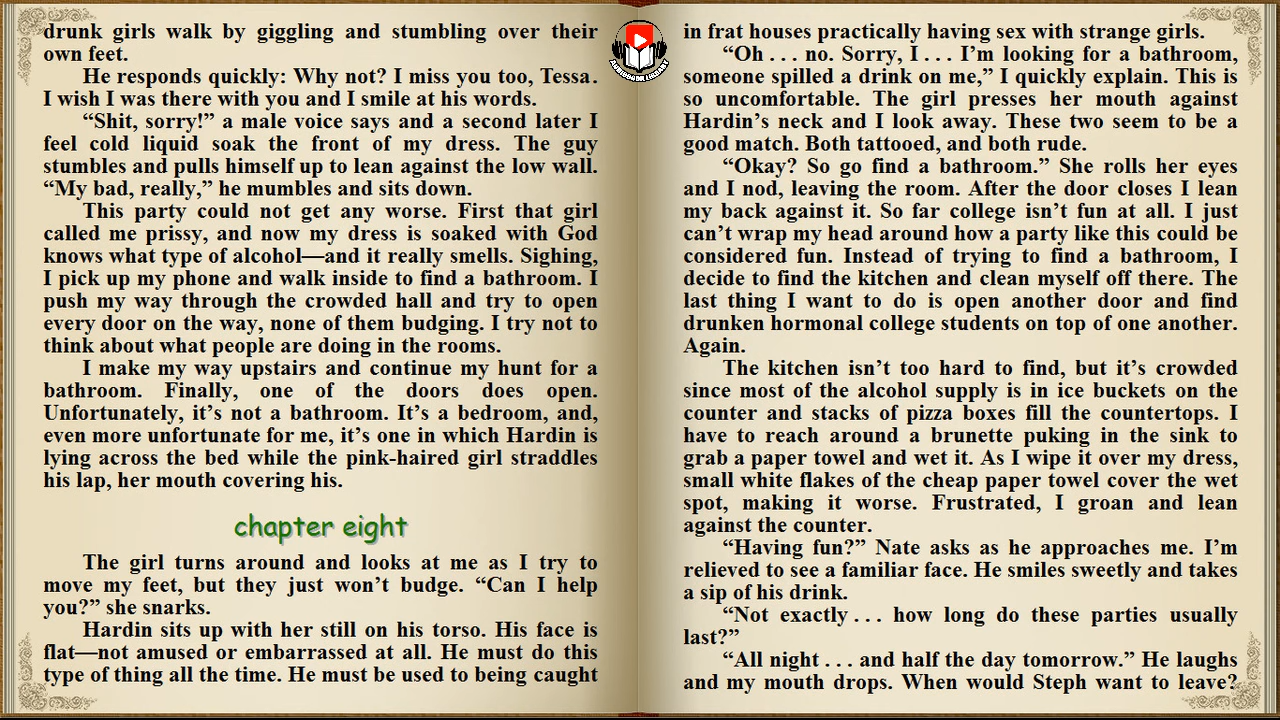 drunk girls walk by giggling and stumbling over their
own feet.
He responds quickly: Why not? I miss you too, Tessa.
I wish I was there with you and I smile at his words.
“Shit, sorry!” a male voice says and a second later I
feel cold liquid soak the front of my dress. The guy
stumbles and pulls himself up to lean against the low wall.
“My bad, really,” he mumbles and sits down.
This party could not get any worse. First that girl
called me prissy, and now my dress is soaked with God
knows what type of alcohol—and it really smells. Sighing,
I pick up my phone and walk inside to find a bathroom. I
push my way through the crowded hall and try to open
every door on the way, none of them budging. I try not to
think about what people are doing in the rooms.
I make my way upstairs and continue my hunt for a
bathroom. Finally, one of the doors does open.
Unfortunately, it’s not a bathroom. It’s a bedroom, and,
even more unfortunate for me, it’s one in which Hardin is
lying across the bed while the pink-haired girl straddles
his lap, her mouth covering his.
chapter eight
The girl turns around and looks at me as I try to
move my feet, but they just won’t budge. “Can I help
you?” she snarks.
Hardin sits up with her still on his torso. His face is
flat—not amused or embarrassed at all. He must do this
type of thing all the time. He must be used to being caught
in frat houses practically having sex with strange girls.
“Oh . . . no. Sorry, I . . . I’m looking for a bathroom,
someone spilled a drink on me,” I quickly explain. This is
so uncomfortable. The girl presses her mouth against
Hardin’s neck and I look away. These two seem to be a
good match. Both tattooed, and both rude.
“Okay? So go find a bathroom.” She rolls her eyes
and I nod, leaving the room. After the door closes I lean
my back against it. So far college isn’t fun at all. I just
can’t wrap my head around how a party like this could be
considered fun. Instead of trying to find a bathroom, I
decide to find the kitchen and clean myself off there. The
last thing I want to do is open another door and find
drunken hormonal college students on top of one another.
Again.
The kitchen isn’t too hard to find, but it’s crowded
since most of the alcohol supply is in ice buckets on the
counter and stacks of pizza boxes fill the countertops. I
have to reach around a brunette puking in the sink to
grab a paper towel and wet it. As I wipe it over my dress,
small white flakes of the cheap paper towel cover the wet
spot, making it worse. Frustrated, I groan and lean
against the counter.
“Having fun?” Nate asks as he approaches me. I’m
relieved to see a familiar face. He smiles sweetly and takes
a sip of his drink.
“Not exactly . . . how long do these parties usually
last?”
“All night . . . and half the day tomorrow.” He laughs
and my mouth drops. When would Steph want to leave?